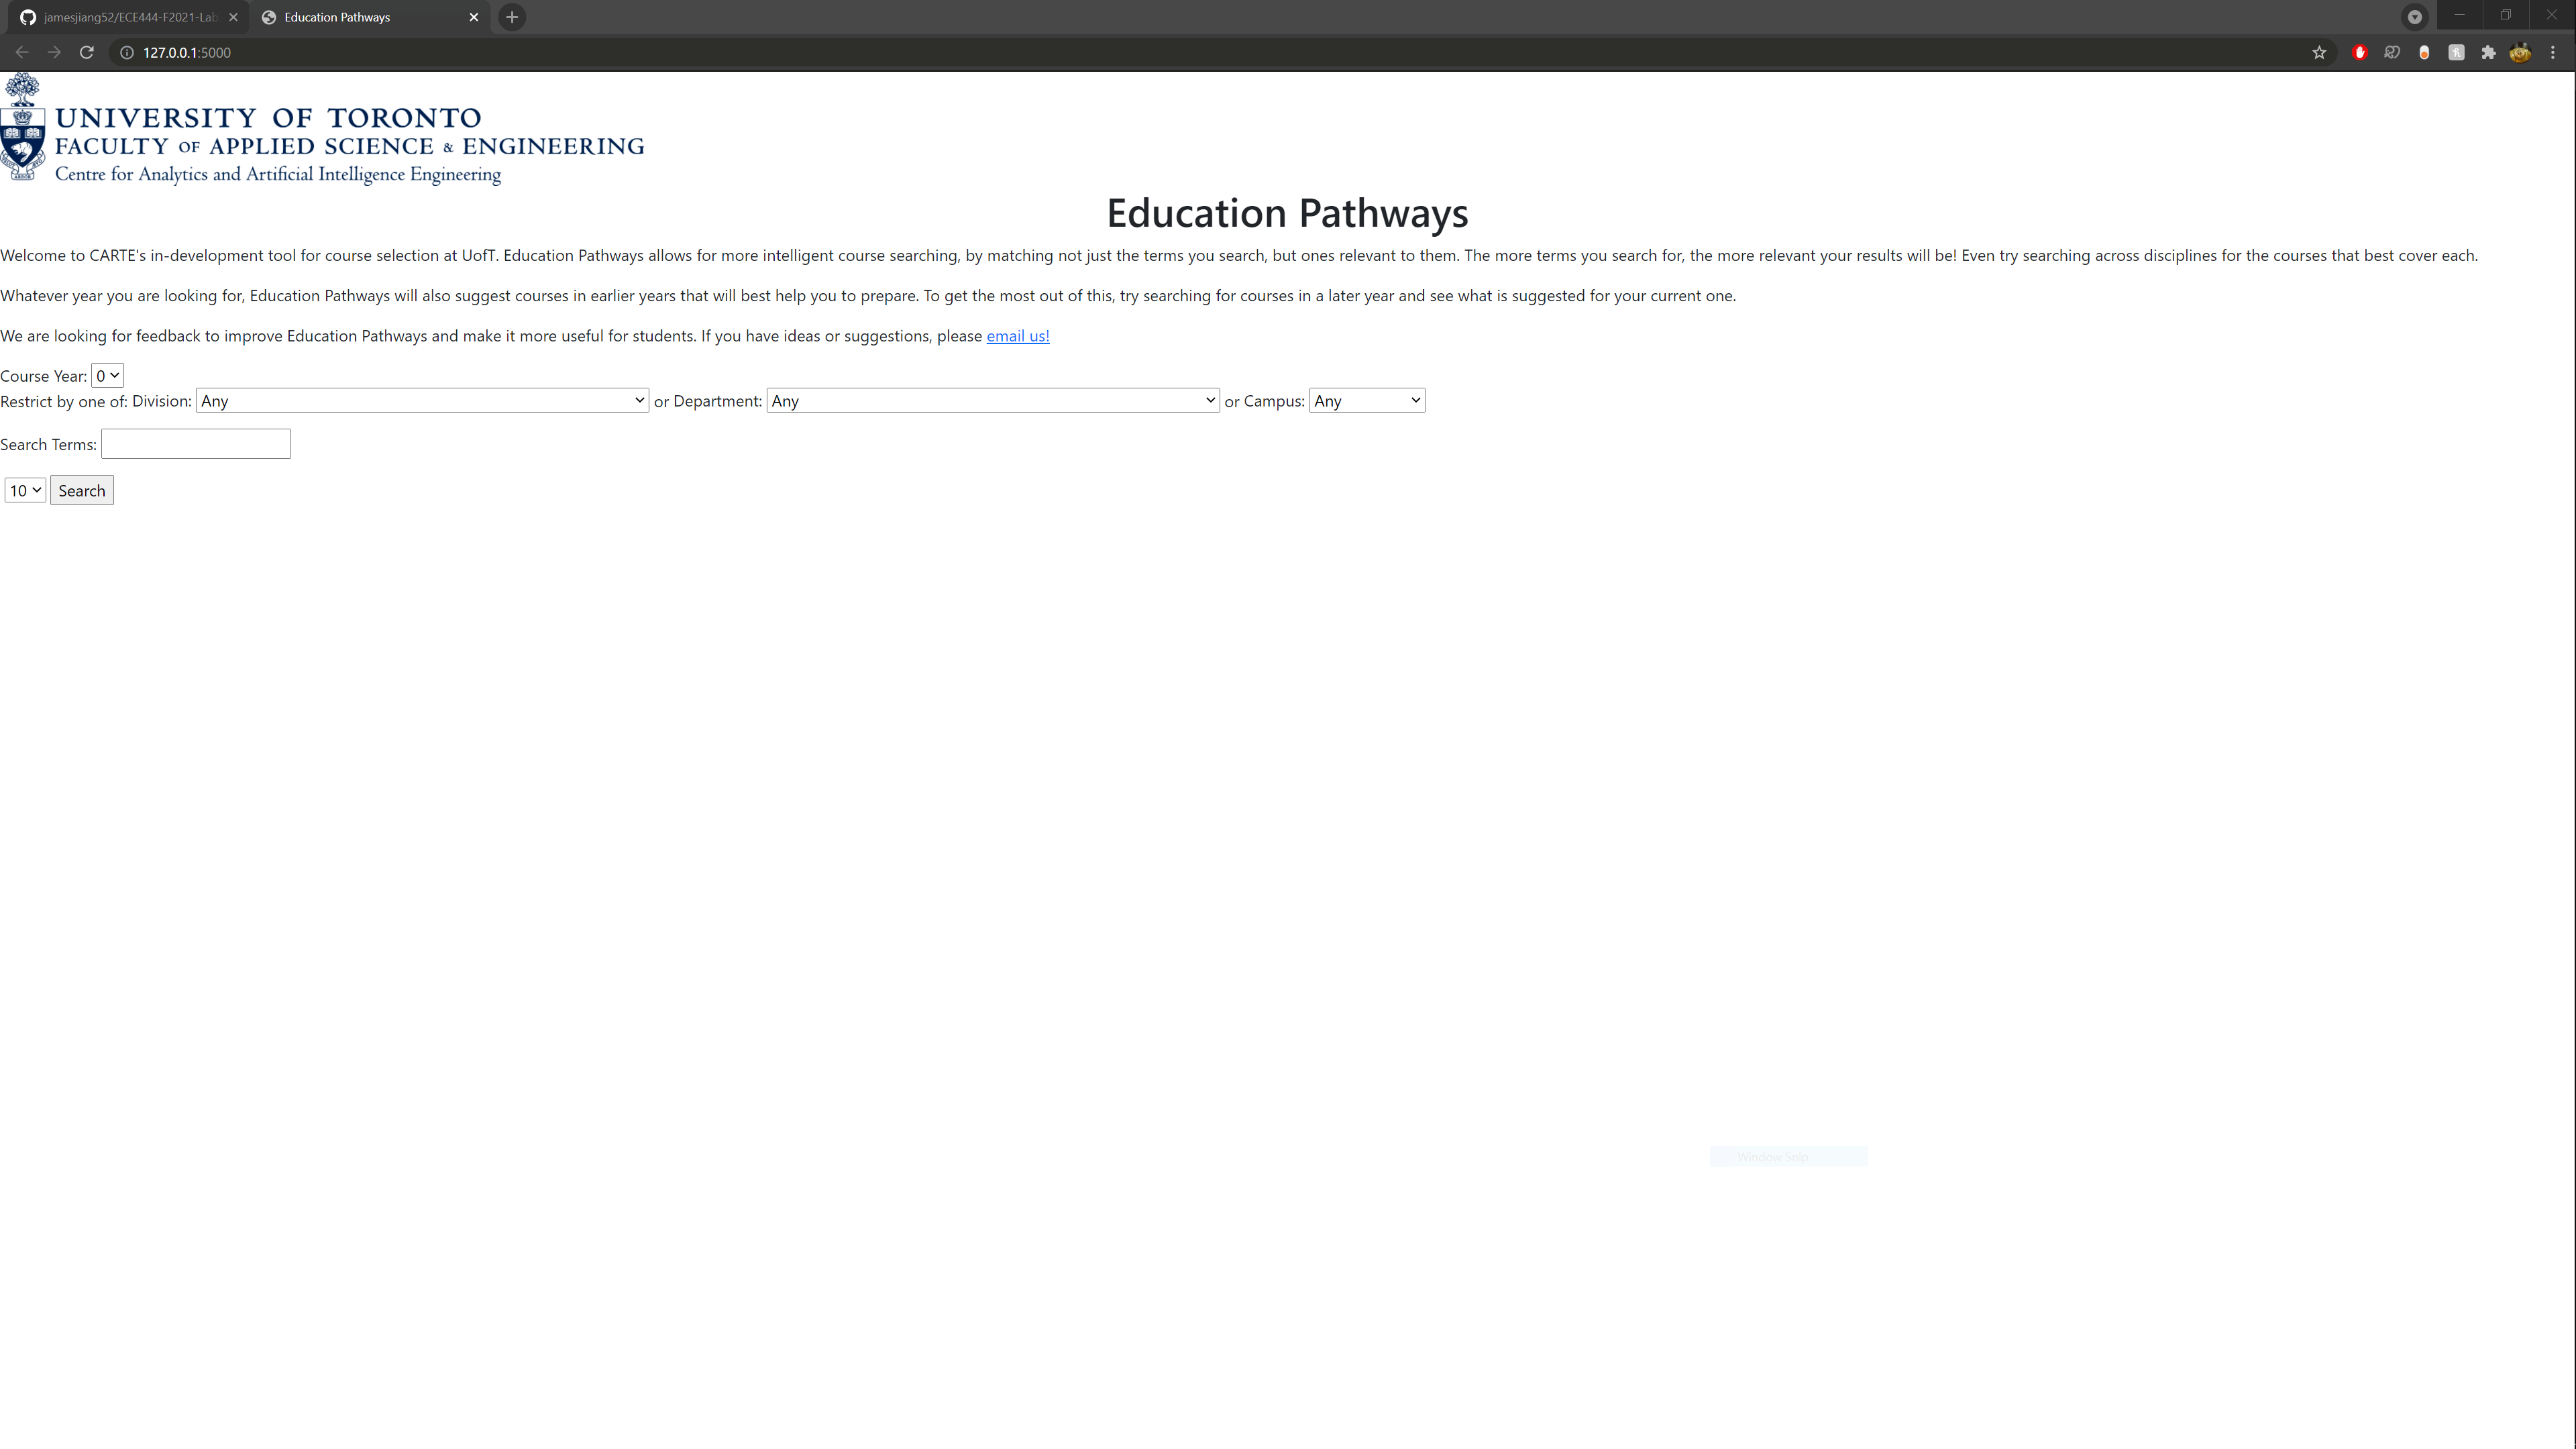 jamesjiang52/ECE444-F2021-Lab
Education Pathways
127.0.0.1:5000
UNIVERSITY OF TORONTO
FACULTY OF APPLIED SCIENCE & ENGINEERING
Centre for Analytics and Artificial Intelligence Engineering
Education Pathways
Welcome to CARTE's in-development tool for course selection at UofT. Education Pathways allows for more intelligent course searching, by matching not just the terms you search, but ones relevant to them. The more terms you search for, the more relevant your results will be! Even try searching across disciplines for the courses that best cover each.
Whatever year you are looking for, Education Pathways will also suggest courses in earlier years that will best help you to prepare. To get the most out of this, try searching for courses in a later year and see what is suggested for your current one.
We are looking for feedback to improve Education Pathways and make it more useful for students. If you have ideas or suggestions, please email us!
Course Year: 0
Restrict by one of: Division: Any or Department: Any or Campus: Any
Search Terms:
10 Search
Window Snip